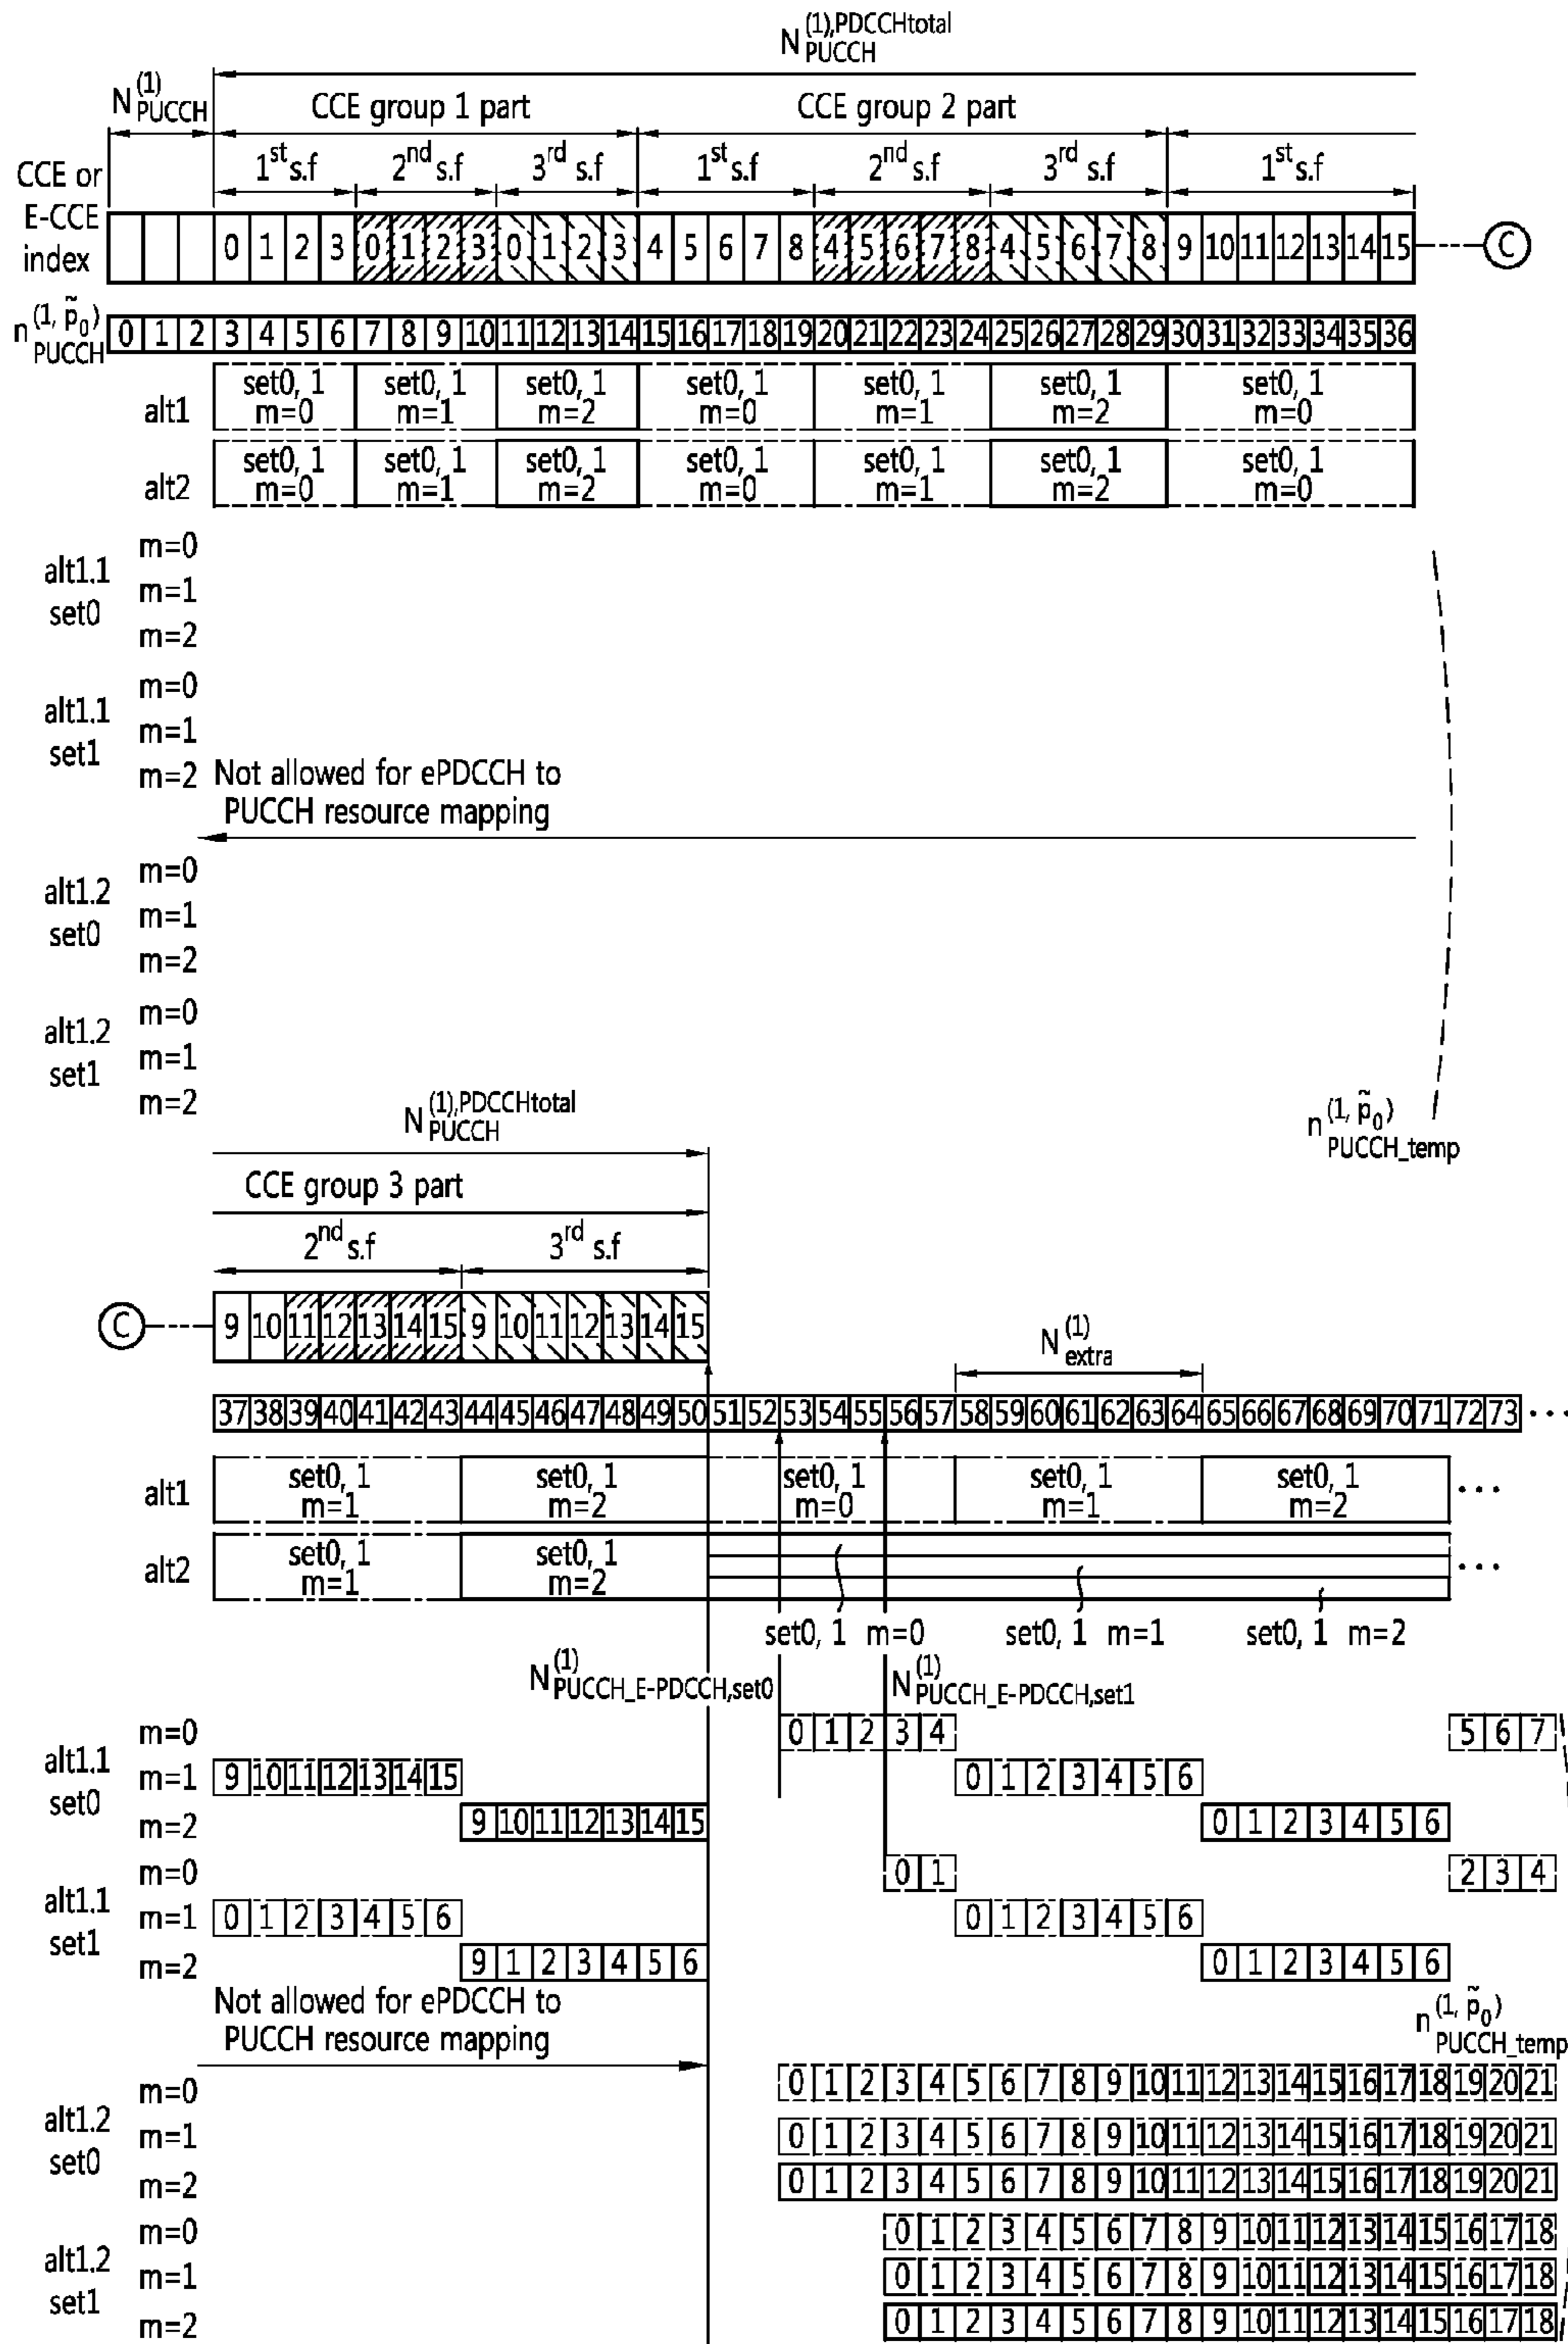 N(1),PDCCHtotal PUCCH
N(1) PUCCH
CCE group 1 part CCE group 2 part
1st s.f 2nd s.f 3rd s.f 1st s.f 2nd s.f 3rd s.f 1st s.f
CCE or
E-CCE
index
0 1 2 3 0 1 2 3 0 1 2 3 4 5 6 7 8 4 5 6 7 8 4 5 6 7 8 9 10 11 12 13 14 15 C
n(1, p̃0) PUCCH 0 1 2 3 4 5 6 7 8 9 10 11 12 13 14 15 16 17 18 19 20 21 22 23 24 25 26 27 28 29 30 31 32 33 34 35 36
alt1
set0, 1 set0, 1 set0, 1 set0, 1 set0, 1 set0, 1 set0, 1
m=0 m=1 m=2 m=0 m=1 m=2 m=0
alt2
set0, 1 set0, 1 set0, 1 set0, 1 set0, 1 set0, 1 set0, 1
m=0 m=1 m=2 m=0 m=1 m=2 m=0
alt1.1
set0
m=0
m=1
m=2
alt1.1
set1
m=0
m=1
m=2
Not allowed for ePDCCH to
PUCCH resource mapping
alt1.2
set0
m=0
m=1
m=2
alt1.2
set1
m=0
m=1
m=2
n(1, p̃0) PUCCH_temp
N(1),PDCCHtotal PUCCH
CCE group 3 part
2nd s.f 3rd s.f
C 9 10 11 12 13 14 15 9 10 11 12 13 14 15
N(1) extra
37 38 39 40 41 42 43 44 45 46 47 48 49 50 51 52 53 54 55 56 57 58 59 60 61 62 63 64 65 66 67 68 69 70 71 72 73 ···
alt1
set0, 1 set0, 1 set0, 1 set0, 1 set0, 1 ···
m=1 m=2 m=0 m=1 m=2
alt2
set0, 1 set0, 1 ···
m=1 m=2
set0, 1 m=0 set0, 1 m=1 set0, 1 m=2
N(1) PUCCH_E-PDCCH,set0 N(1) PUCCH_E-PDCCH,set1
alt1.1
set0
m=0 0 1 2 3 4 5 6 7
m=1 9 10 11 12 13 14 15 0 1 2 3 4 5 6
m=2 9 10 11 12 13 14 15 0 1 2 3 4 5 6
alt1.1
set1
m=0 0 1 2 3 4
m=1 0 1 2 3 4 5 6 0 1 2 3 4 5 6
m=2 9 1 2 3 4 5 6 0 1 2 3 4 5 6
Not allowed for ePDCCH to
PUCCH resource mapping
n(1, p̃0) PUCCH_temp
alt1.2
set0
m=0 0 1 2 3 4 5 6 7 8 9 10 11 12 13 14 15 16 17 18 19 20 21
m=1 0 1 2 3 4 5 6 7 8 9 10 11 12 13 14 15 16 17 18 19 20 21
m=2 0 1 2 3 4 5 6 7 8 9 10 11 12 13 14 15 16 17 18 19 20 21
alt1.2
set1
m=0 0 1 2 3 4 5 6 7 8 9 10 11 12 13 14 15 16 17 18
m=1 0 1 2 3 4 5 6 7 8 9 10 11 12 13 14 15 16 17 18
m=2 0 1 2 3 4 5 6 7 8 9 10 11 12 13 14 15 16 17 18